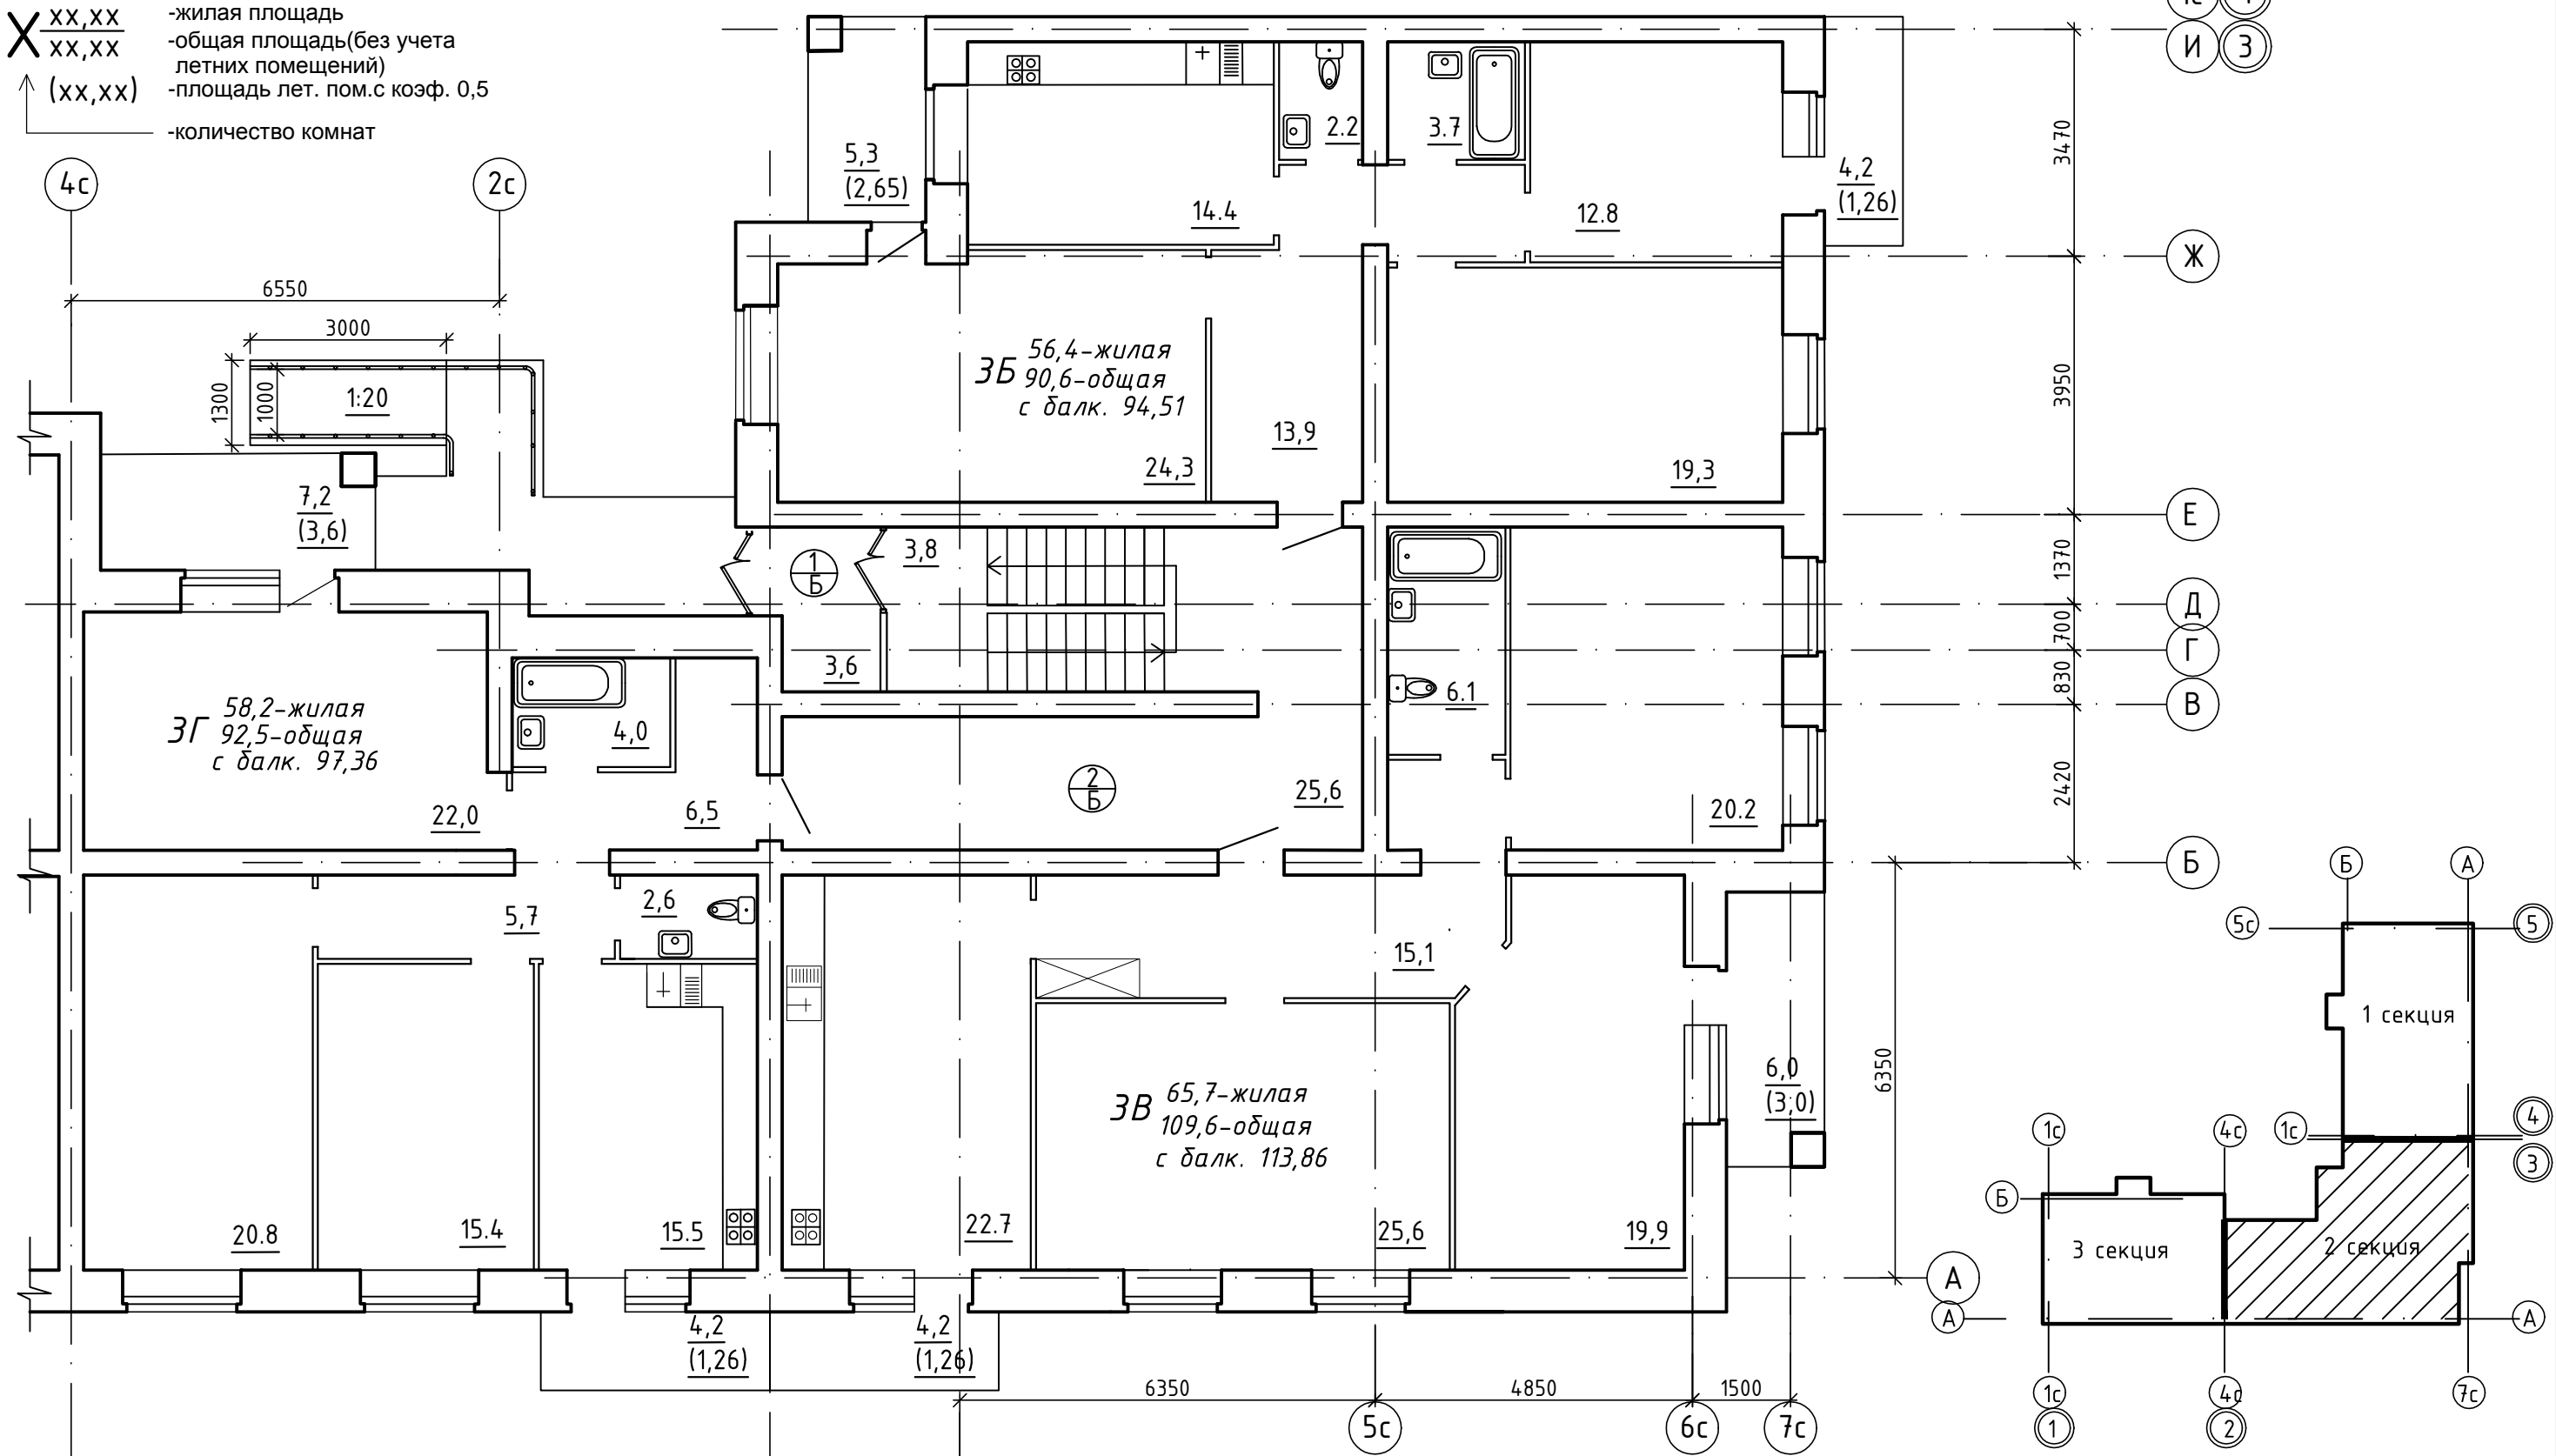 X xx,xx -жилая площадь
xx,xx -общая площадь(без учета
летних помещений)
(xx,xx) -площадь лет. пом.с коэф. 0,5
-количество комнат
4с
2с
6550
3000
1300
1000
1:20
7,2
(3,6)
5,3
(2,65)
14.4
2.2
3.7
12.8
4,2
(1,26)
И 3
3470
Ж
3950
Е
1370
Д
700
Г
830
В
2420
Б
3Б 56,4-жилая
90,6-общая
с балк. 94,51
24,3
13,9
19,3
1
Б
3,8
3,6
6.1
20.2
2
Б
25,6
3Г 58,2-жилая
92,5-общая
с балк. 97,36
22,0
4,0
6,5
5,7
2,6
20.8
15.4
15.5
22.7
15,1
3В 65,7-жилая
109,6-общая
с балк. 113,86
25,6
19,9
6,0
(3,0)
6350
А
4,2
(1,26)
4,2
(1,26)
6350
4850
1500
5с
6с
7с
Б
А
5с
5
1 секция
1с
4
3
1с
4с
Б
3 секция
2 секция
А
А
1с
1
4с
2
7с